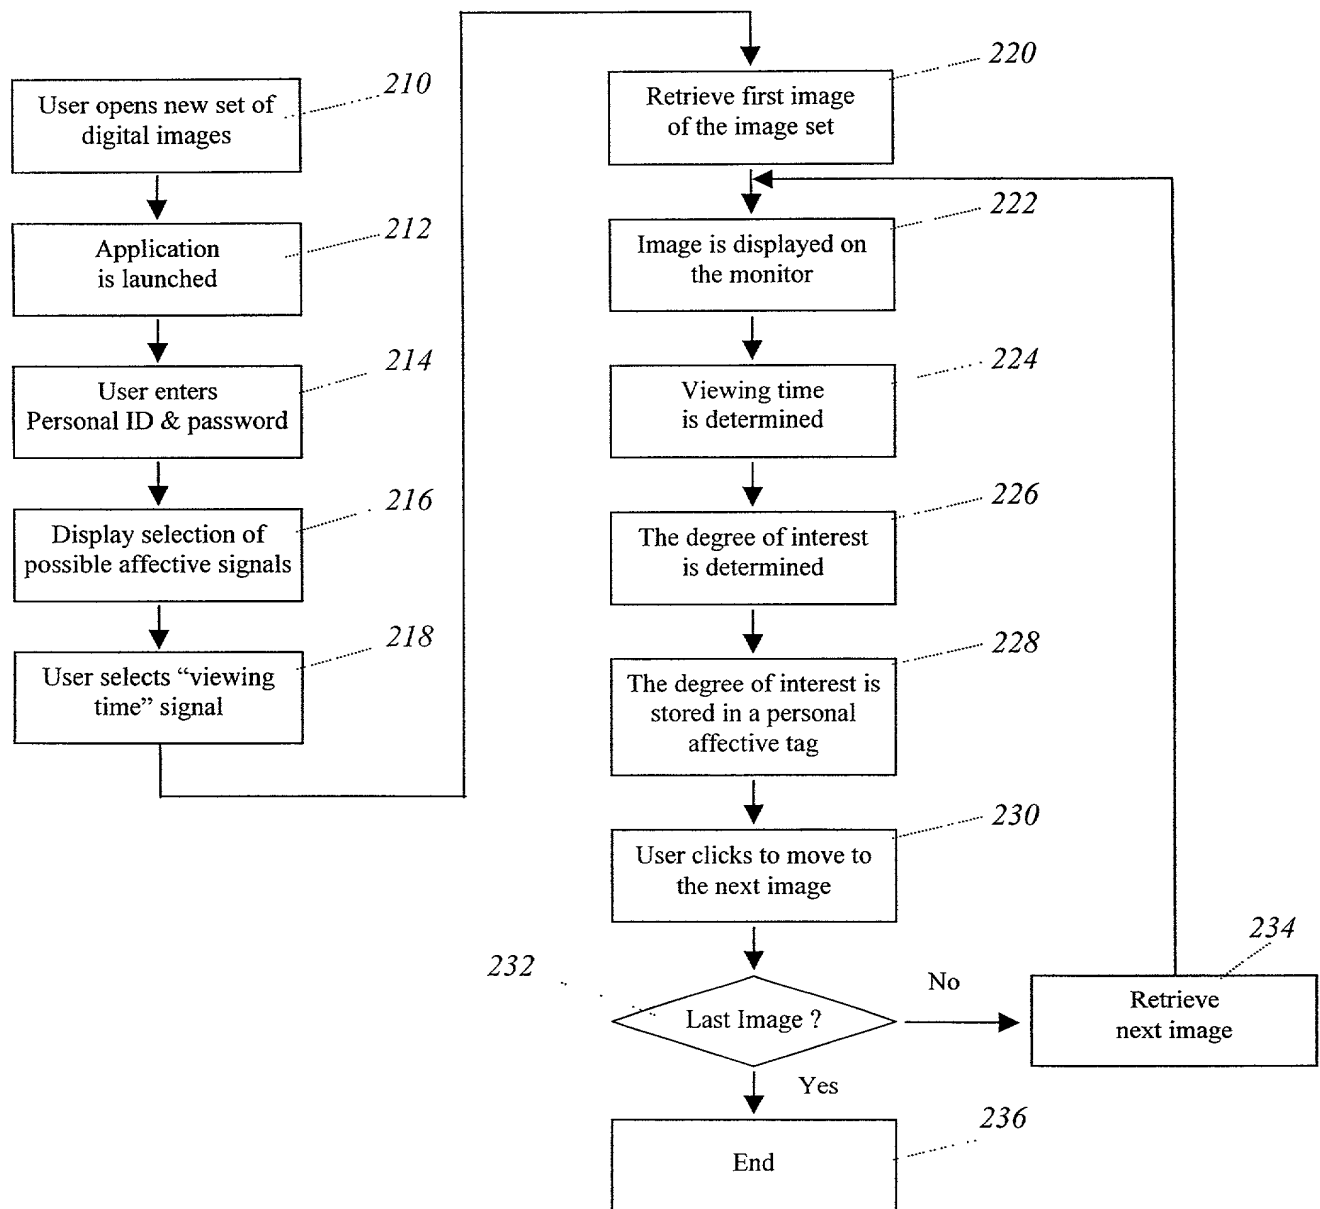 210
User opens new set of
digital images
212
Application
is launched
214
User enters
Personal ID & password
216
Display selection of
possible affective signals
218
User selects “viewing
time” signal
220
Retrieve first image
of the image set
222
Image is displayed on
the monitor
224
Viewing time
is determined
226
The degree of interest
is determined
228
The degree of interest is
stored in a personal
affective tag
230
User clicks to move to
the next image
232
Last Image ?
No
234
Retrieve
next image
Yes
236
End